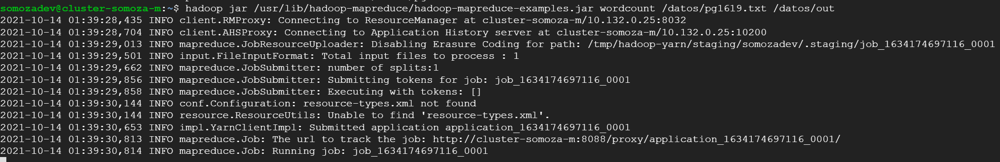 somozadev@cluster-somoza-m:~$ hadoop jar /usr/lib/hadoop-mapreduce/hadoop-mapreduce-examples.jar wordcount /datos/pg1619.txt /datos/out
2021-10-14 01:39:28,435 INFO client.RMProxy: Connecting to ResourceManager at cluster-somoza-m/10.132.0.25:8032
2021-10-14 01:39:28,704 INFO client.AHSProxy: Connecting to Application History server at cluster-somoza-m/10.132.0.25:10200
2021-10-14 01:39:29,013 INFO mapreduce.JobResourceUploader: Disabling Erasure Coding for path: /tmp/hadoop-yarn/staging/somozadev/.staging/job_1634174697116_0001
2021-10-14 01:39:29,501 INFO input.FileInputFormat: Total input files to process : 1
2021-10-14 01:39:29,662 INFO mapreduce.JobSubmitter: number of splits:1
2021-10-14 01:39:29,856 INFO mapreduce.JobSubmitter: Submitting tokens for job: job_1634174697116_0001
2021-10-14 01:39:29,858 INFO mapreduce.JobSubmitter: Executing with tokens: []
2021-10-14 01:39:30,144 INFO conf.Configuration: resource-types.xml not found
2021-10-14 01:39:30,144 INFO resource.ResourceUtils: Unable to find 'resource-types.xml'.
2021-10-14 01:39:30,653 INFO impl.YarnClientImpl: Submitted application application_1634174697116_0001
2021-10-14 01:39:30,813 INFO mapreduce.Job: The url to track the job: http://cluster-somoza-m:8088/proxy/application_1634174697116_0001/
2021-10-14 01:39:30,814 INFO mapreduce.Job: Running job: job_1634174697116_0001